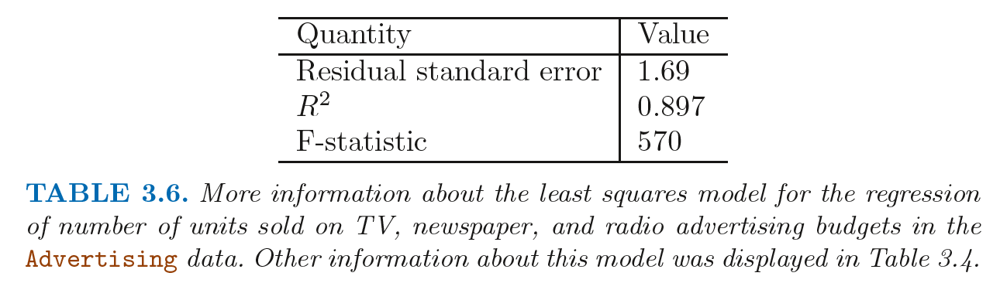 Quantity Value
Residual standard error 1.69
R² 0.897
F-statistic 570
TABLE 3.6. More information about the least squares model for the regression
of number of units sold on TV, newspaper, and radio advertising budgets in the
Advertising data. Other information about this model was displayed in Table 3.4.